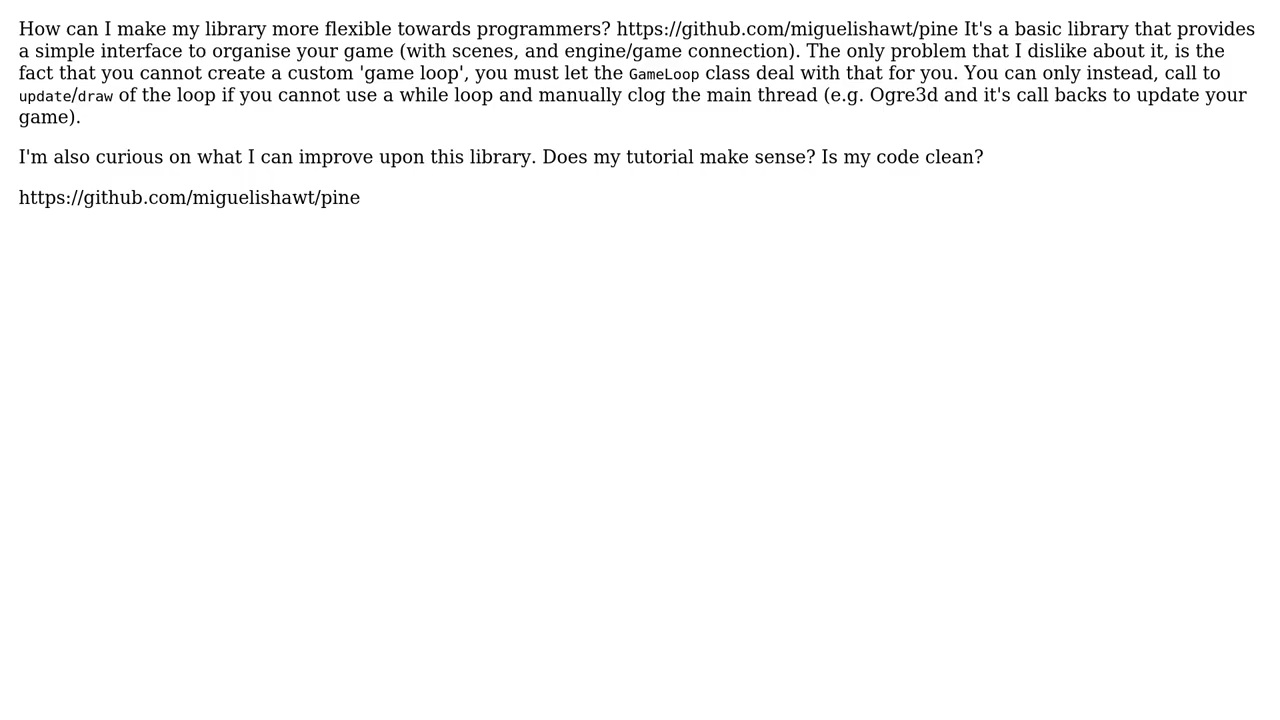 How can I make my library more flexible towards programmers? https://github.com/miguelishawt/pine It's a basic library that provides
a simple interface to organise your game (with scenes, and engine/game connection). The only problem that I dislike about it, is the
fact that you cannot create a custom 'game loop', you must let the GameLoop class deal with that for you. You can only instead, call to
update/draw of the loop if you cannot use a while loop and manually clog the main thread (e.g. Ogre3d and it's call backs to update your
game).
I'm also curious on what I can improve upon this library. Does my tutorial make sense? Is my code clean?
https://github.com/miguelishawt/pine